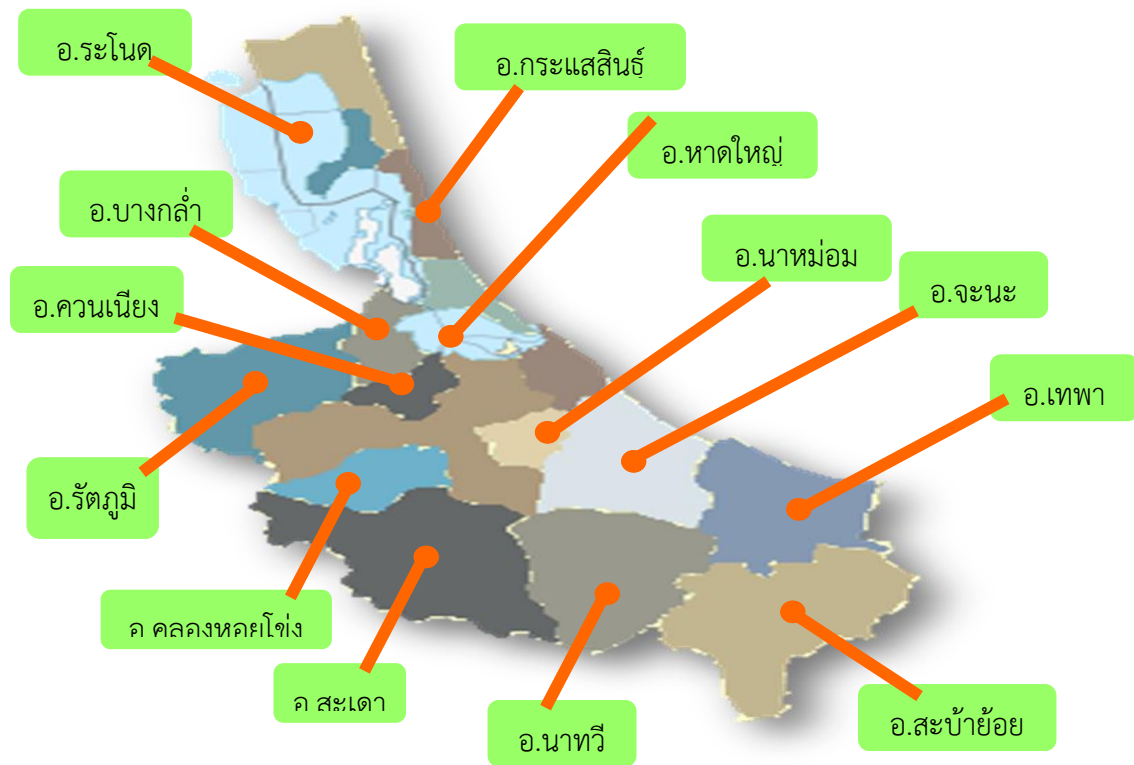 อ.ระโนด
อ.กระแสสินธุ์
อ.หาดใหญ่
อ.บางกล่ำ
อ.นาหม่อม
อ.จะนะ
อ.ควนเนียง
อ.เทพา
อ.รัตภูมิ
อ คลองหอยโข่ง
อ สะเดา
อ.นาทวี
อ.สะบ้าย้อย